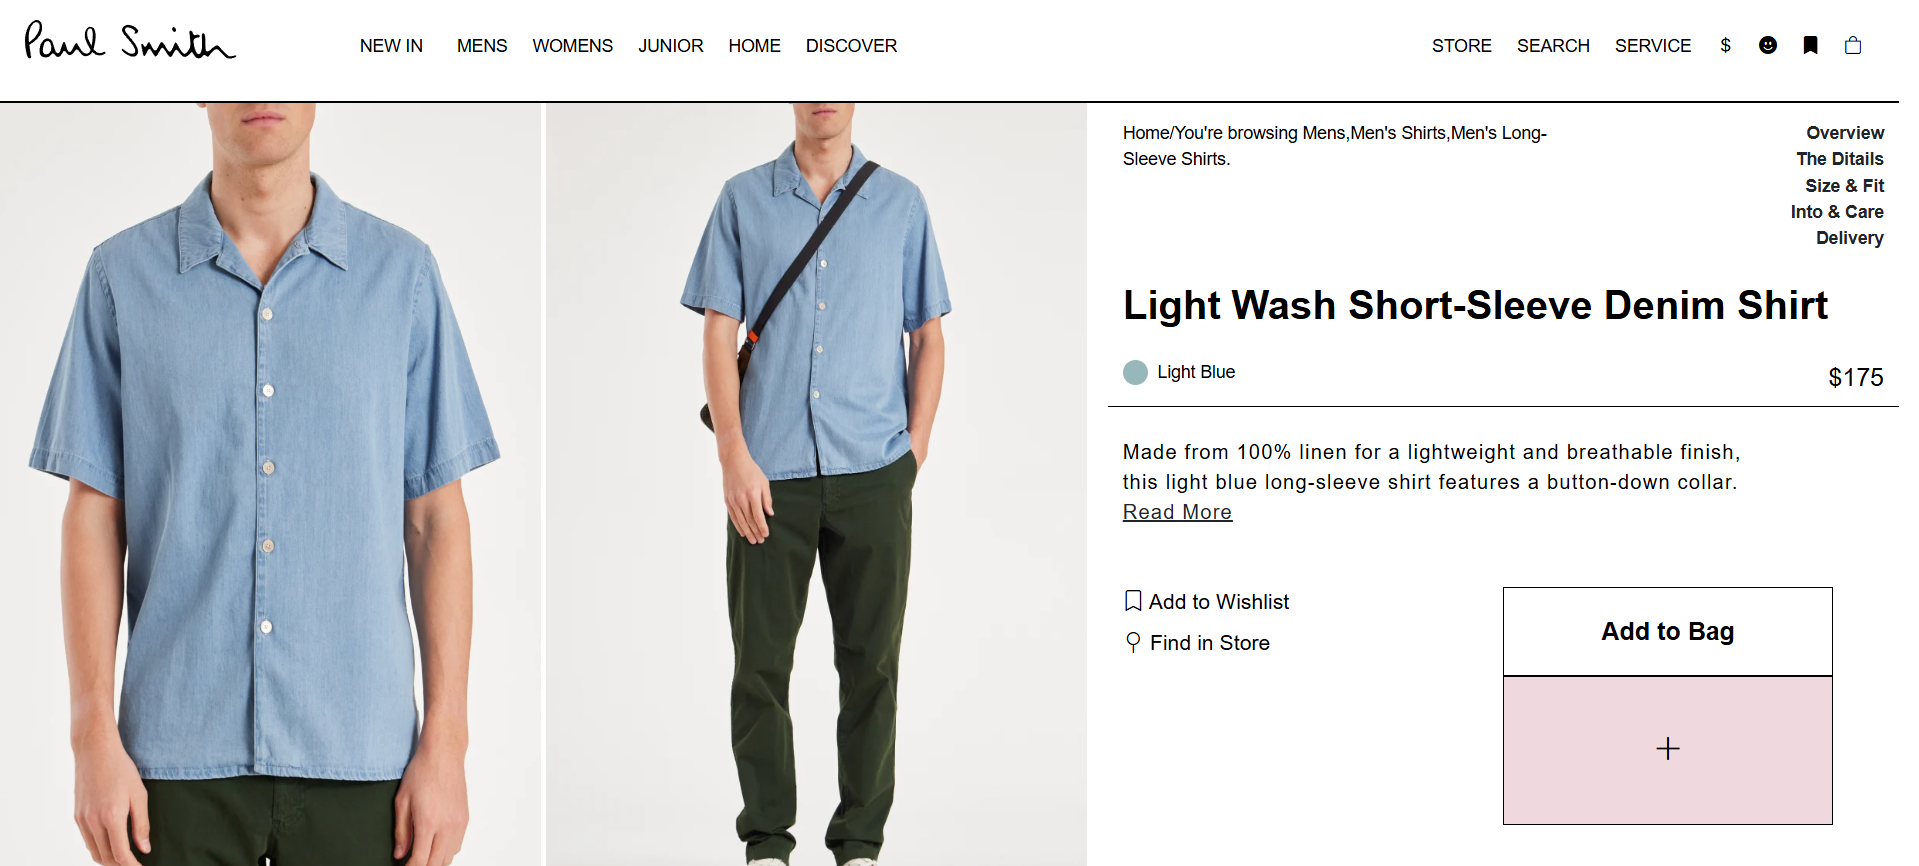 Paul Smith
NEW IN MENS WOMENS JUNIOR HOME DISCOVER
STORE SEARCH SERVICE $
Home/You're browsing Mens,Men's Shirts,Men's Long-
Sleeve Shirts.
Overview
The Ditails
Size & Fit
Into & Care
Delivery
Light Wash Short-Sleeve Denim Shirt
Light Blue
$175
Made from 100% linen for a lightweight and breathable finish,
this light blue long-sleeve shirt features a button-down collar.
Read More
Add to Wishlist
Find in Store
Add to Bag
+